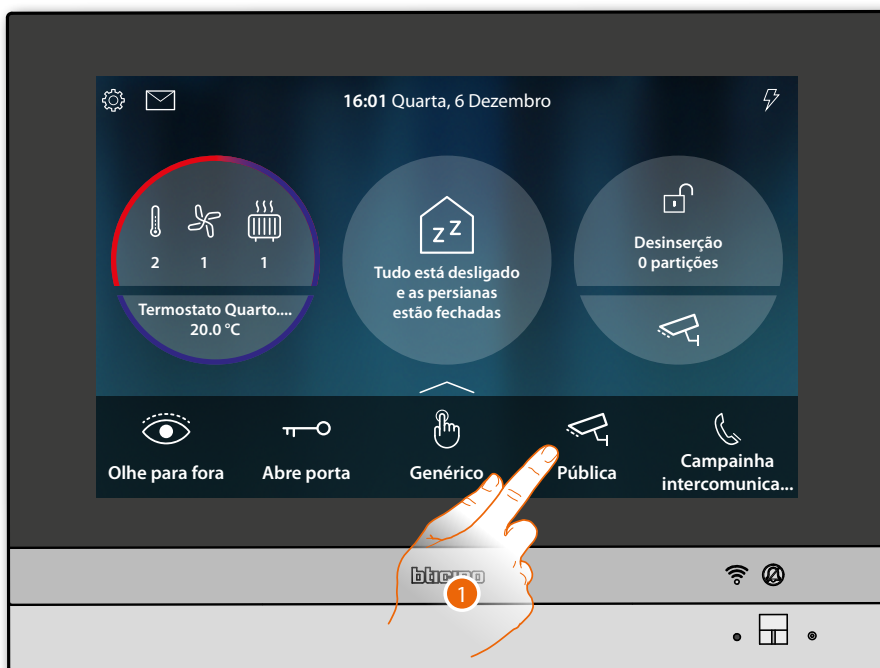 16:01 Quarta, 6 Dezembro
2 1 1
Termostato Quarto....
20.0 °C
z z
Tudo está desligado
e as persianas
estão fechadas
Desinserção
0 partições
Olhe para fora
Abre porta
Genérico
Pública
Campainha
intercomunica...
bticino
1